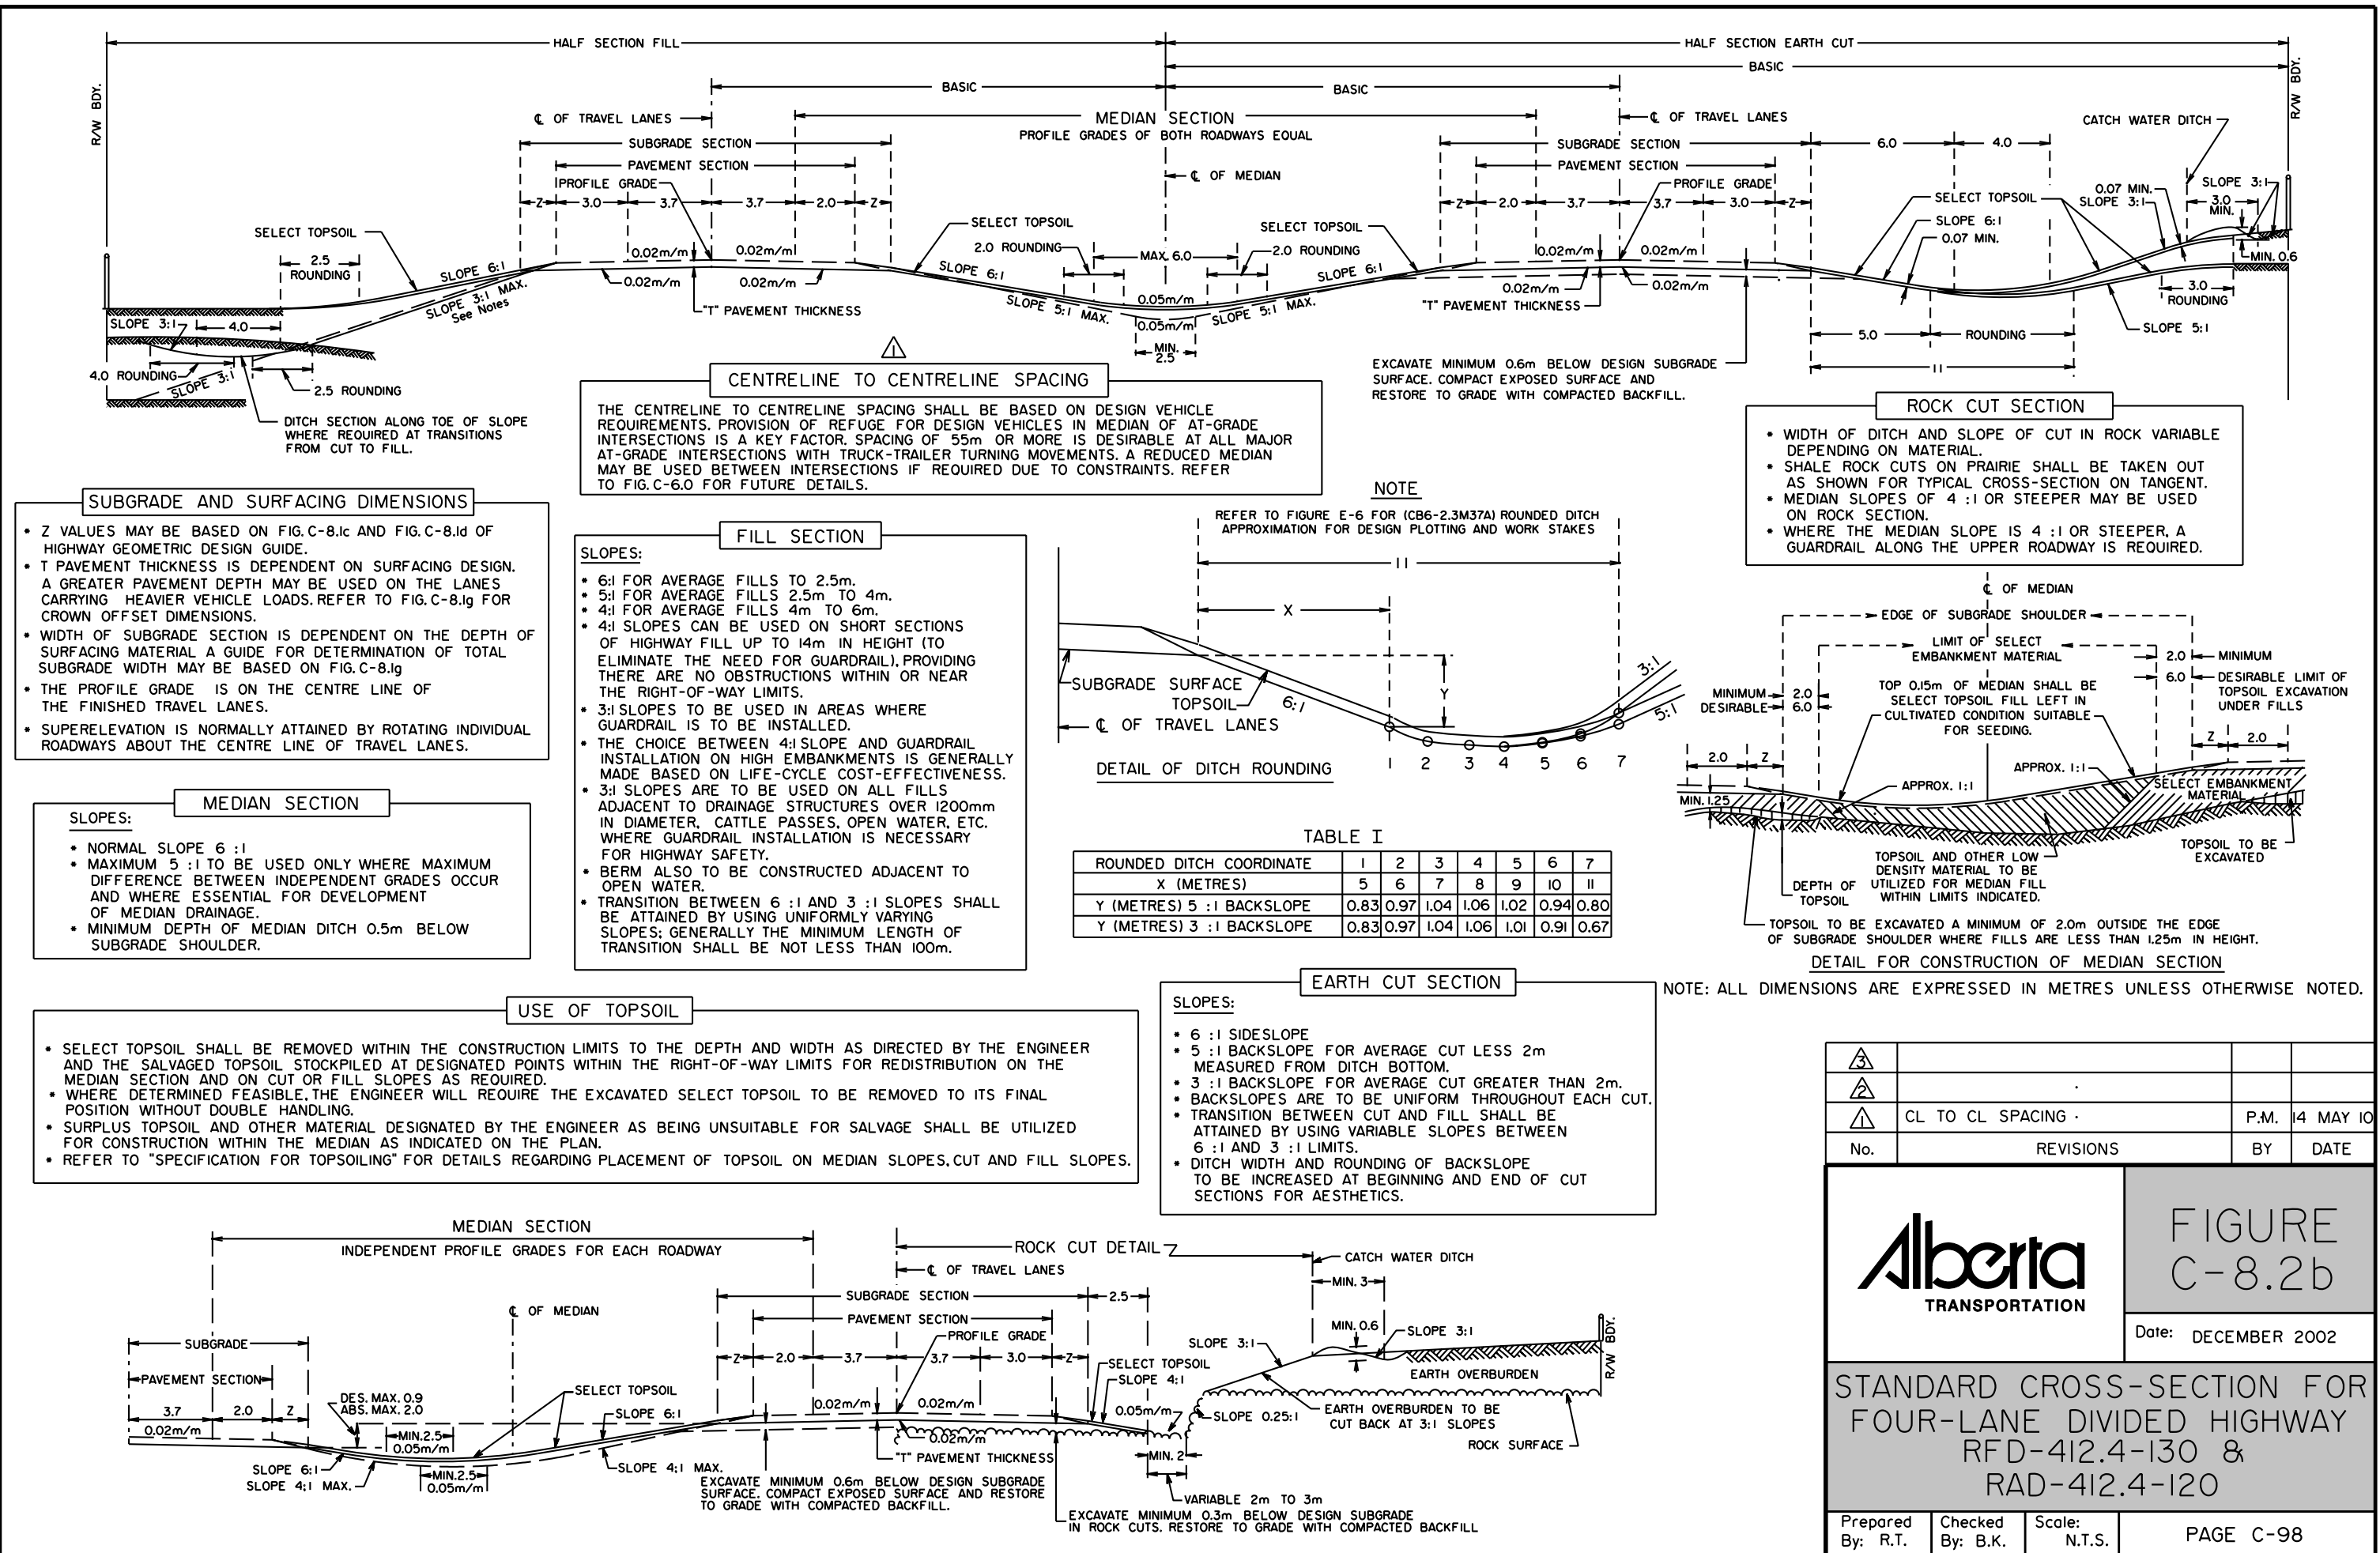 HALF SECTION FILL
HALF SECTION EARTH CUT
BASIC
BASIC
BASIC
R/W BDY.
R/W BDY.
℄ OF TRAVEL LANES
MEDIAN SECTION
PROFILE GRADES OF BOTH ROADWAYS EQUAL
℄ OF TRAVEL LANES
CATCH WATER DITCH
SUBGRADE SECTION
SUBGRADE SECTION
6.0
4.0
PAVEMENT SECTION
PAVEMENT SECTION
℄ OF MEDIAN
PROFILE GRADE
PROFILE GRADE
Z
3.0
3.7
3.7
2.0
Z
Z
2.0
3.7
3.7
3.0
Z
SELECT TOPSOIL
0.07 MIN.
SLOPE 3:1
SLOPE 3:1
3.0
MIN.
SELECT TOPSOIL
SELECT TOPSOIL
SELECT TOPSOIL
SLOPE 6:1
0.07 MIN.
2.5
ROUNDING
2.0 ROUNDING
MAX. 6.0
2.0 ROUNDING
0.02m/m
0.02m/m
0.02m/m
0.02m/m
MIN. 0.6
SLOPE 6:1
SLOPE 6:1
SLOPE 6:1
0.02m/m
0.02m/m
0.02m/m
0.02m/m
SLOPE 3:1 MAX.
See Notes
"T" PAVEMENT THICKNESS
SLOPE 5:1 MAX.
0.05m/m
0.05m/m
SLOPE 5:1 MAX.
"T" PAVEMENT THICKNESS
3.0
ROUNDING
SLOPE 3:1
4.0
MIN.
2.5
5.0
ROUNDING
SLOPE 5:1
11
4.0 ROUNDING
SLOPE 3:1
2.5 ROUNDING
DITCH SECTION ALONG TOE OF SLOPE
WHERE REQUIRED AT TRANSITIONS
FROM CUT TO FILL.
EXCAVATE MINIMUM 0.6m BELOW DESIGN SUBGRADE
SURFACE. COMPACT EXPOSED SURFACE AND
RESTORE TO GRADE WITH COMPACTED BACKFILL.
1
CENTRELINE TO CENTRELINE SPACING
THE CENTRELINE TO CENTRELINE SPACING SHALL BE BASED ON DESIGN VEHICLE
REQUIREMENTS. PROVISION OF REFUGE FOR DESIGN VEHICLES IN MEDIAN OF AT-GRADE
INTERSECTIONS IS A KEY FACTOR. SPACING OF 55m OR MORE IS DESIRABLE AT ALL MAJOR
AT-GRADE INTERSECTIONS WITH TRUCK-TRAILER TURNING MOVEMENTS. A REDUCED MEDIAN
MAY BE USED BETWEEN INTERSECTIONS IF REQUIRED DUE TO CONSTRAINTS. REFER
TO FIG. C-6.0 FOR FUTURE DETAILS.
ROCK CUT SECTION
* WIDTH OF DITCH AND SLOPE OF CUT IN ROCK VARIABLE
DEPENDING ON MATERIAL.
* SHALE ROCK CUTS ON PRAIRIE SHALL BE TAKEN OUT
AS SHOWN FOR TYPICAL CROSS-SECTION ON TANGENT.
* MEDIAN SLOPES OF 4 :1 OR STEEPER MAY BE USED
ON ROCK SECTION.
* WHERE THE MEDIAN SLOPE IS 4 :1 OR STEEPER, A
GUARDRAIL ALONG THE UPPER ROADWAY IS REQUIRED.
SUBGRADE AND SURFACING DIMENSIONS
* Z VALUES MAY BE BASED ON FIG. C-8.1c AND FIG. C-8.1d OF
HIGHWAY GEOMETRIC DESIGN GUIDE.
* T PAVEMENT THICKNESS IS DEPENDENT ON SURFACING DESIGN.
A GREATER PAVEMENT DEPTH MAY BE USED ON THE LANES
CARRYING HEAVIER VEHICLE LOADS. REFER TO FIG. C-8.1g FOR
CROWN OFFSET DIMENSIONS.
* WIDTH OF SUBGRADE SECTION IS DEPENDENT ON THE DEPTH OF
SURFACING MATERIAL A GUIDE FOR DETERMINATION OF TOTAL
SUBGRADE WIDTH MAY BE BASED ON FIG. C-8.1g
* THE PROFILE GRADE IS ON THE CENTRE LINE OF
THE FINISHED TRAVEL LANES.
* SUPERELEVATION IS NORMALLY ATTAINED BY ROTATING INDIVIDUAL
ROADWAYS ABOUT THE CENTRE LINE OF TRAVEL LANES.
MEDIAN SECTION
SLOPES:
* NORMAL SLOPE 6 :1
* MAXIMUM 5 :1 TO BE USED ONLY WHERE MAXIMUM
DIFFERENCE BETWEEN INDEPENDENT GRADES OCCUR
AND WHERE ESSENTIAL FOR DEVELOPMENT
OF MEDIAN DRAINAGE.
* MINIMUM DEPTH OF MEDIAN DITCH 0.5m BELOW
SUBGRADE SHOULDER.
FILL SECTION
SLOPES:
* 6:1 FOR AVERAGE FILLS TO 2.5m.
* 5:1 FOR AVERAGE FILLS 2.5m TO 4m.
* 4:1 FOR AVERAGE FILLS 4m TO 6m.
* 4:1 SLOPES CAN BE USED ON SHORT SECTIONS
OF HIGHWAY FILL UP TO 14m IN HEIGHT (TO
ELIMINATE THE NEED FOR GUARDRAIL), PROVIDING
THERE ARE NO OBSTRUCTIONS WITHIN OR NEAR
THE RIGHT-OF-WAY LIMITS.
* 3:1 SLOPES TO BE USED IN AREAS WHERE
GUARDRAIL IS TO BE INSTALLED.
* THE CHOICE BETWEEN 4:1 SLOPE AND GUARDRAIL
INSTALLATION ON HIGH EMBANKMENTS IS GENERALLY
MADE BASED ON LIFE-CYCLE COST-EFFECTIVENESS.
* 3:1 SLOPES ARE TO BE USED ON ALL FILLS
ADJACENT TO DRAINAGE STRUCTURES OVER 1200mm
IN DIAMETER, CATTLE PASSES, OPEN WATER, ETC.
WHERE GUARDRAIL INSTALLATION IS NECESSARY
FOR HIGHWAY SAFETY.
* BERM ALSO TO BE CONSTRUCTED ADJACENT TO
OPEN WATER.
* TRANSITION BETWEEN 6 :1 AND 3 :1 SLOPES SHALL
BE ATTAINED BY USING UNIFORMLY VARYING
SLOPES; GENERALLY THE MINIMUM LENGTH OF
TRANSITION SHALL BE NOT LESS THAN 100m.
NOTE
REFER TO FIGURE E-6 FOR (CB6-2.3M37A) ROUNDED DITCH
APPROXIMATION FOR DESIGN PLOTTING AND WORK STAKES
11
X
Y
SUBGRADE SURFACE
TOPSOIL
6:1
3:1
5:1
℄ OF TRAVEL LANES
1 2 3 4 5 6 7
DETAIL OF DITCH ROUNDING
TABLE I
ROUNDED DITCH COORDINATE 1 2 3 4 5 6 7
X (METRES) 5 6 7 8 9 10 11
Y (METRES) 5 :1 BACKSLOPE 0.83 0.97 1.04 1.06 1.02 0.94 0.80
Y (METRES) 3 :1 BACKSLOPE 0.83 0.97 1.04 1.06 1.01 0.91 0.67
℄ OF MEDIAN
EDGE OF SUBGRADE SHOULDER
LIMIT OF SELECT
EMBANKMENT MATERIAL
2.0
MINIMUM
6.0
DESIRABLE LIMIT OF
TOPSOIL EXCAVATION
UNDER FILLS
MINIMUM
2.0
DESIRABLE
6.0
TOP 0.15m OF MEDIAN SHALL BE
SELECT TOPSOIL FILL LEFT IN
CULTIVATED CONDITION SUITABLE
FOR SEEDING.
Z
2.0
2.0
Z
APPROX. 1:1
APPROX. 1:1
SELECT EMBANKMENT
MATERIAL
MIN. 1.25
TOPSOIL TO BE
EXCAVATED
DEPTH OF
TOPSOIL
TOPSOIL AND OTHER LOW
DENSITY MATERIAL TO BE
UTILIZED FOR MEDIAN FILL
WITHIN LIMITS INDICATED.
TOPSOIL TO BE EXCAVATED A MINIMUM OF 2.0m OUTSIDE THE EDGE
OF SUBGRADE SHOULDER WHERE FILLS ARE LESS THAN 1.25m IN HEIGHT.
DETAIL FOR CONSTRUCTION OF MEDIAN SECTION
NOTE: ALL DIMENSIONS ARE EXPRESSED IN METRES UNLESS OTHERWISE NOTED.
USE OF TOPSOIL
* SELECT TOPSOIL SHALL BE REMOVED WITHIN THE CONSTRUCTION LIMITS TO THE DEPTH AND WIDTH AS DIRECTED BY THE ENGINEER
AND THE SALVAGED TOPSOIL STOCKPILED AT DESIGNATED POINTS WITHIN THE RIGHT-OF-WAY LIMITS FOR REDISTRIBUTION ON THE
MEDIAN SECTION AND ON CUT OR FILL SLOPES AS REQUIRED.
* WHERE DETERMINED FEASIBLE, THE ENGINEER WILL REQUIRE THE EXCAVATED SELECT TOPSOIL TO BE REMOVED TO ITS FINAL
POSITION WITHOUT DOUBLE HANDLING.
* SURPLUS TOPSOIL AND OTHER MATERIAL DESIGNATED BY THE ENGINEER AS BEING UNSUITABLE FOR SALVAGE SHALL BE UTILIZED
FOR CONSTRUCTION WITHIN THE MEDIAN AS INDICATED ON THE PLAN.
* REFER TO "SPECIFICATION FOR TOPSOILING" FOR DETAILS REGARDING PLACEMENT OF TOPSOIL ON MEDIAN SLOPES, CUT AND FILL SLOPES.
EARTH CUT SECTION
SLOPES:
* 6 :1 SIDESLOPE
* 5 :1 BACKSLOPE FOR AVERAGE CUT LESS 2m
MEASURED FROM DITCH BOTTOM.
* 3 :1 BACKSLOPE FOR AVERAGE CUT GREATER THAN 2m.
* BACKSLOPES ARE TO BE UNIFORM THROUGHOUT EACH CUT.
* TRANSITION BETWEEN CUT AND FILL SHALL BE
ATTAINED BY USING VARIABLE SLOPES BETWEEN
6 :1 AND 3 :1 LIMITS.
* DITCH WIDTH AND ROUNDING OF BACKSLOPE
TO BE INCREASED AT BEGINNING AND END OF CUT
SECTIONS FOR AESTHETICS.
MEDIAN SECTION
INDEPENDENT PROFILE GRADES FOR EACH ROADWAY
ROCK CUT DETAIL
CATCH WATER DITCH
℄ OF TRAVEL LANES
MIN. 3
℄ OF MEDIAN
SUBGRADE SECTION
2.5
PAVEMENT SECTION
PROFILE GRADE
MIN. 0.6
SLOPE 3:1
SLOPE 3:1
R/W BDY.
SUBGRADE
PAVEMENT SECTION
Z
2.0
3.7
3.7
3.0
Z
SELECT TOPSOIL
SLOPE 4:1
EARTH OVERBURDEN
DES. MAX. 0.9
ABS. MAX. 2.0
SELECT TOPSOIL
3.7
2.0
Z
0.02m/m
SLOPE 6:1
0.02m/m
0.02m/m
0.05m/m
SLOPE 0.25:1
EARTH OVERBURDEN TO BE
CUT BACK AT 3:1 SLOPES
MIN. 2.5
0.05m/m
0.02m/m
ROCK SURFACE
SLOPE 6:1
SLOPE 4:1 MAX.
MIN. 2.5
0.05m/m
SLOPE 4:1 MAX.
"T" PAVEMENT THICKNESS
MIN. 2
EXCAVATE MINIMUM 0.6m BELOW DESIGN SUBGRADE
SURFACE. COMPACT EXPOSED SURFACE AND RESTORE
TO GRADE WITH COMPACTED BACKFILL.
VARIABLE 2m TO 3m
EXCAVATE MINIMUM 0.3m BELOW DESIGN SUBGRADE
IN ROCK CUTS. RESTORE TO GRADE WITH COMPACTED BACKFILL
3
2
1 CL TO CL SPACING P.M. 14 MAY 10
No. REVISIONS BY DATE
Alberta
TRANSPORTATION
FIGURE
C-8.2b
Date: DECEMBER 2002
STANDARD CROSS-SECTION FOR
FOUR-LANE DIVIDED HIGHWAY
RFD-412.4-130 &
RAD-412.4-120
Prepared
By: R.T.
Checked
By: B.K.
Scale:
N.T.S.
PAGE C-98